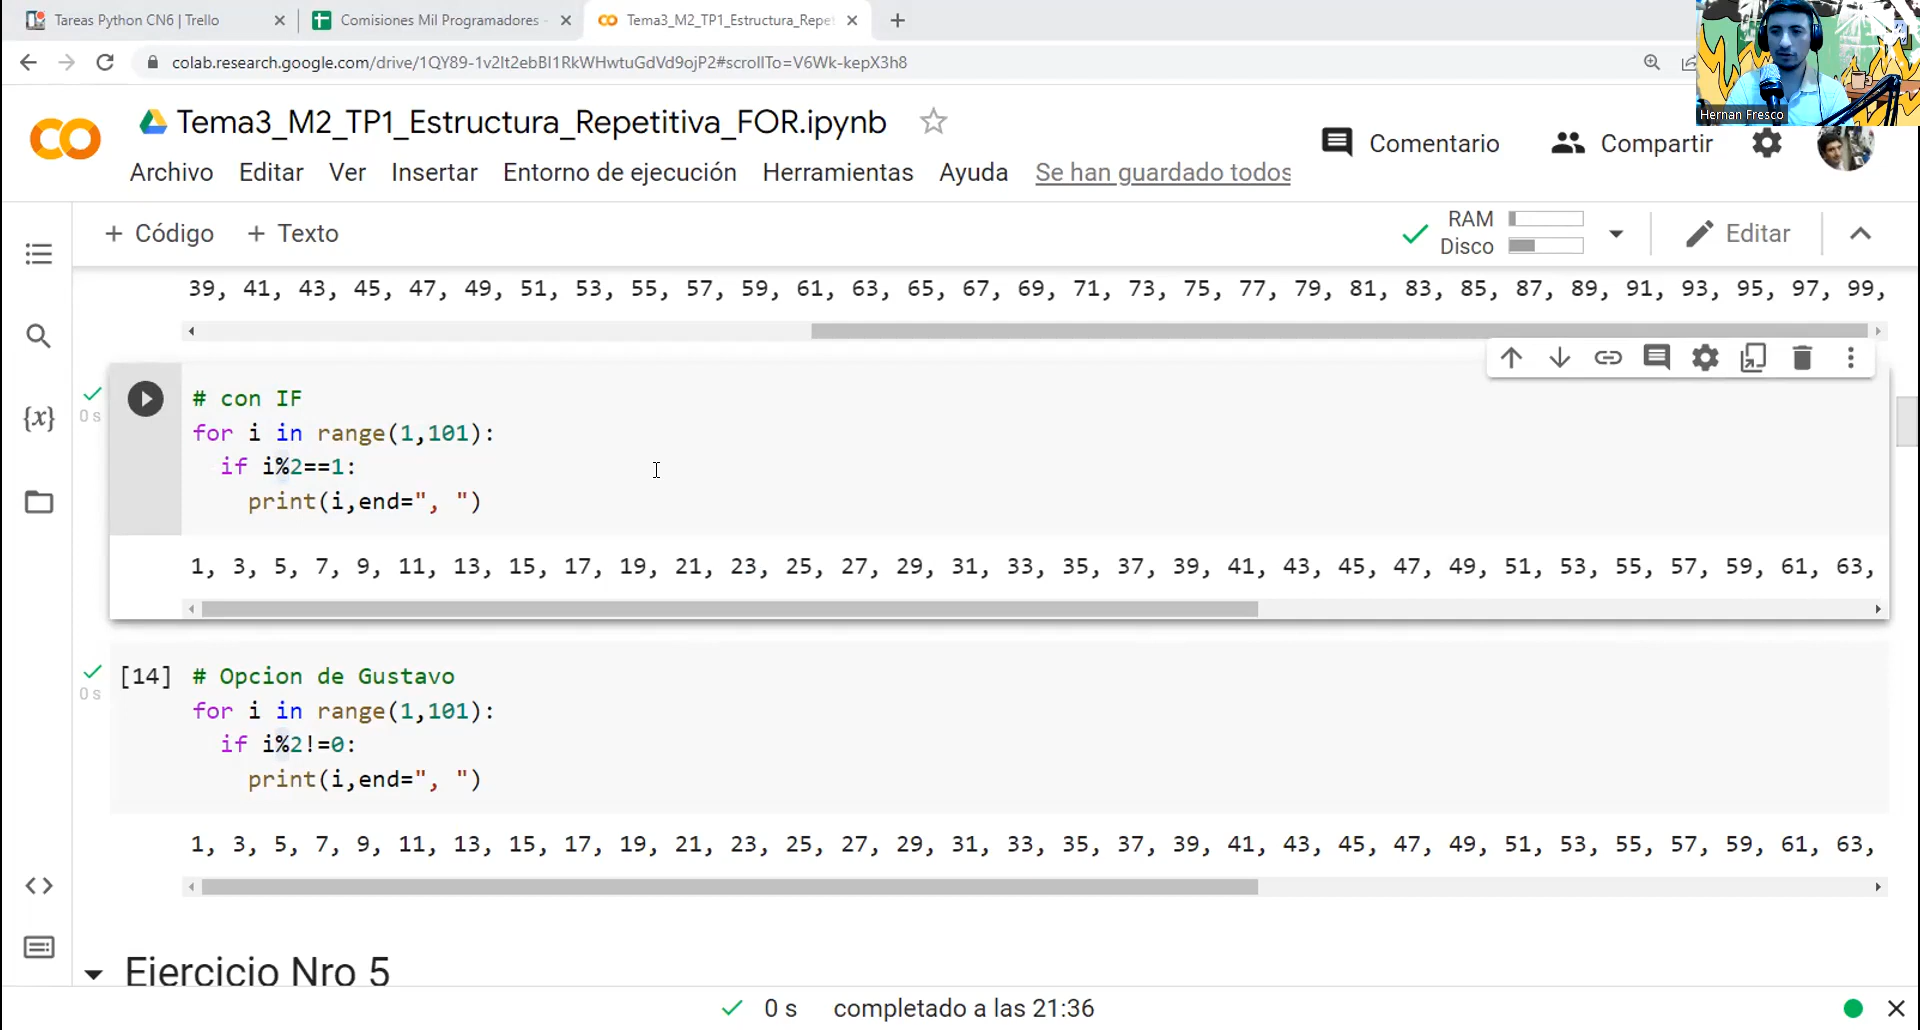 Tareas Python CN6 | Trello
Comisiones Mil Programadores -
Tema3_M2_TP1_Estructura_Repet
colab.research.google.com/drive/1QY89-1v2It2ebBI1RkWHwtuGdVd9ojP2#scrollTo=V6Wk-kepX3h8
Hernan Fresco
Tema3_M2_TP1_Estructura_Repetitiva_FOR.ipynb
Comentario
Compartir
Archivo Editar Ver Insertar Entorno de ejecución Herramientas Ayuda Se han guardado todos
+ Código + Texto
RAM
Disco
Editar
39, 41, 43, 45, 47, 49, 51, 53, 55, 57, 59, 61, 63, 65, 67, 69, 71, 73, 75, 77, 79, 81, 83, 85, 87, 89, 91, 93, 95, 97, 99,
{x}
0 s
# con IF
for i in range(1,101):
if i%2==1:
print(i,end=", ")
1, 3, 5, 7, 9, 11, 13, 15, 17, 19, 21, 23, 25, 27, 29, 31, 33, 35, 37, 39, 41, 43, 45, 47, 49, 51, 53, 55, 57, 59, 61, 63,
0 s
[14] # Opcion de Gustavo
for i in range(1,101):
if i%2!=0:
print(i,end=", ")
1, 3, 5, 7, 9, 11, 13, 15, 17, 19, 21, 23, 25, 27, 29, 31, 33, 35, 37, 39, 41, 43, 45, 47, 49, 51, 53, 55, 57, 59, 61, 63,
Ejercicio Nro 5
0 s completado a las 21:36